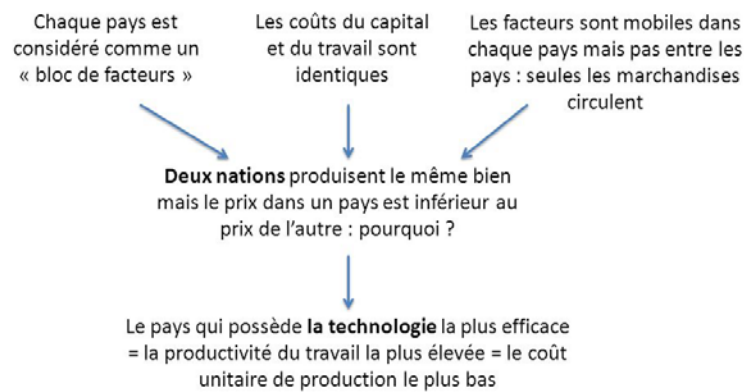 Chaque pays est
considéré comme un
« bloc de facteurs »
Les coûts du capital
et du travail sont
identiques
Les facteurs sont mobiles dans
chaque pays mais pas entre les
pays : seules les marchandises
circulent
Deux nations produisent le même bien
mais le prix dans un pays est inférieur au
prix de l'autre : pourquoi ?
Le pays qui possède la technologie la plus efficace
= la productivité du travail la plus élevée = le coût
unitaire de production le plus bas